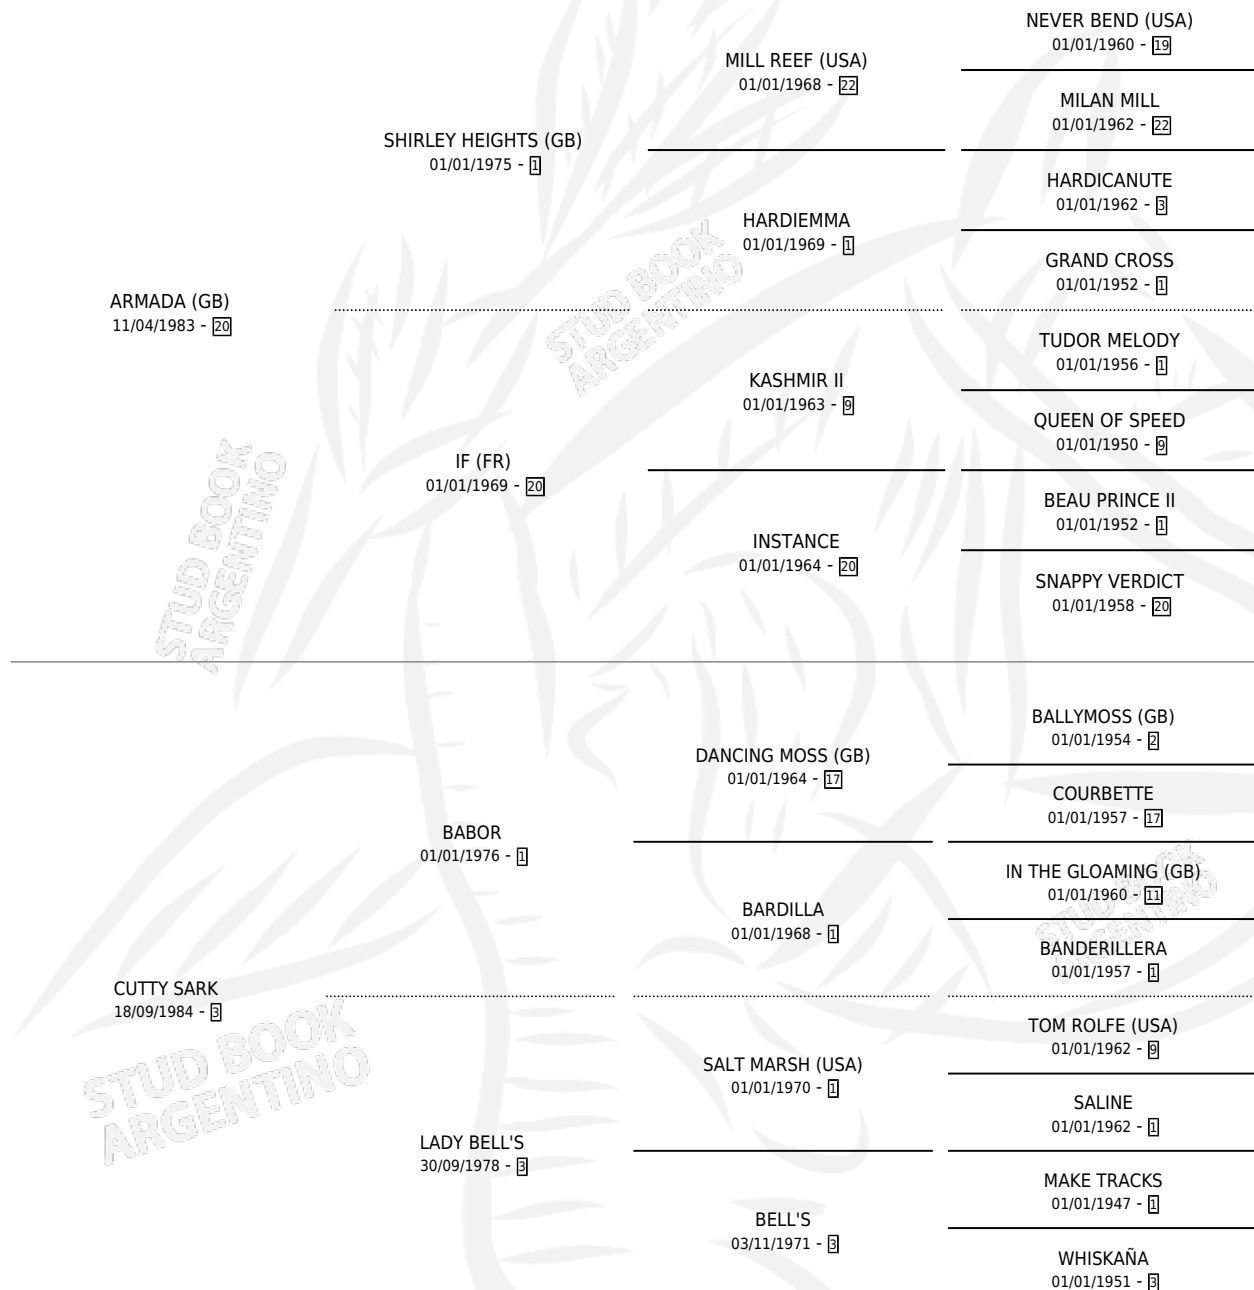 NEVER BEND (USA)
01/01/1960 - 19
MILL REEF (USA)
01/01/1968 - 22
MILAN MILL
01/01/1962 - 22
SHIRLEY HEIGHTS (GB)
01/01/1975 - 1
HARDICANUTE
01/01/1962 - 3
HARDIEMMA
01/01/1969 - 1
GRAND CROSS
01/01/1952 - 1
ARMADA (GB)
11/04/1983 - 20
STUD BOOK
ARGENTINO
TUDOR MELODY
01/01/1956 - 1
KASHMIR II
01/01/1963 - 9
QUEEN OF SPEED
01/01/1950 - 9
IF (FR)
01/01/1969 - 20
BEAU PRINCE II
01/01/1952 - 1
INSTANCE
01/01/1964 - 20
SNAPPY VERDICT
01/01/1958 - 20
STUD BOOK
ARGENTINO
BALLYMOSS (GB)
01/01/1954 - 2
DANCING MOSS (GB)
01/01/1964 - 17
COURBETTE
01/01/1957 - 17
BABOR
01/01/1976 - 1
IN THE GLOAMING (GB)
01/01/1960 - 11
BARDILLA
01/01/1968 - 1
STUD BOOK
ARGENTINO
BANDERILLERA
01/01/1957 - 1
CUTTY SARK
18/09/1984 - 3
TOM ROLFE (USA)
01/01/1962 - 9
STUD BOOK
ARGENTINO
SALT MARSH (USA)
01/01/1970 - 1
SALINE
01/01/1962 - 1
LADY BELL'S
30/09/1978 - 3
MAKE TRACKS
01/01/1947 - 1
BELL'S
03/11/1971 - 3
WHISKAÑA
01/01/1951 - 3